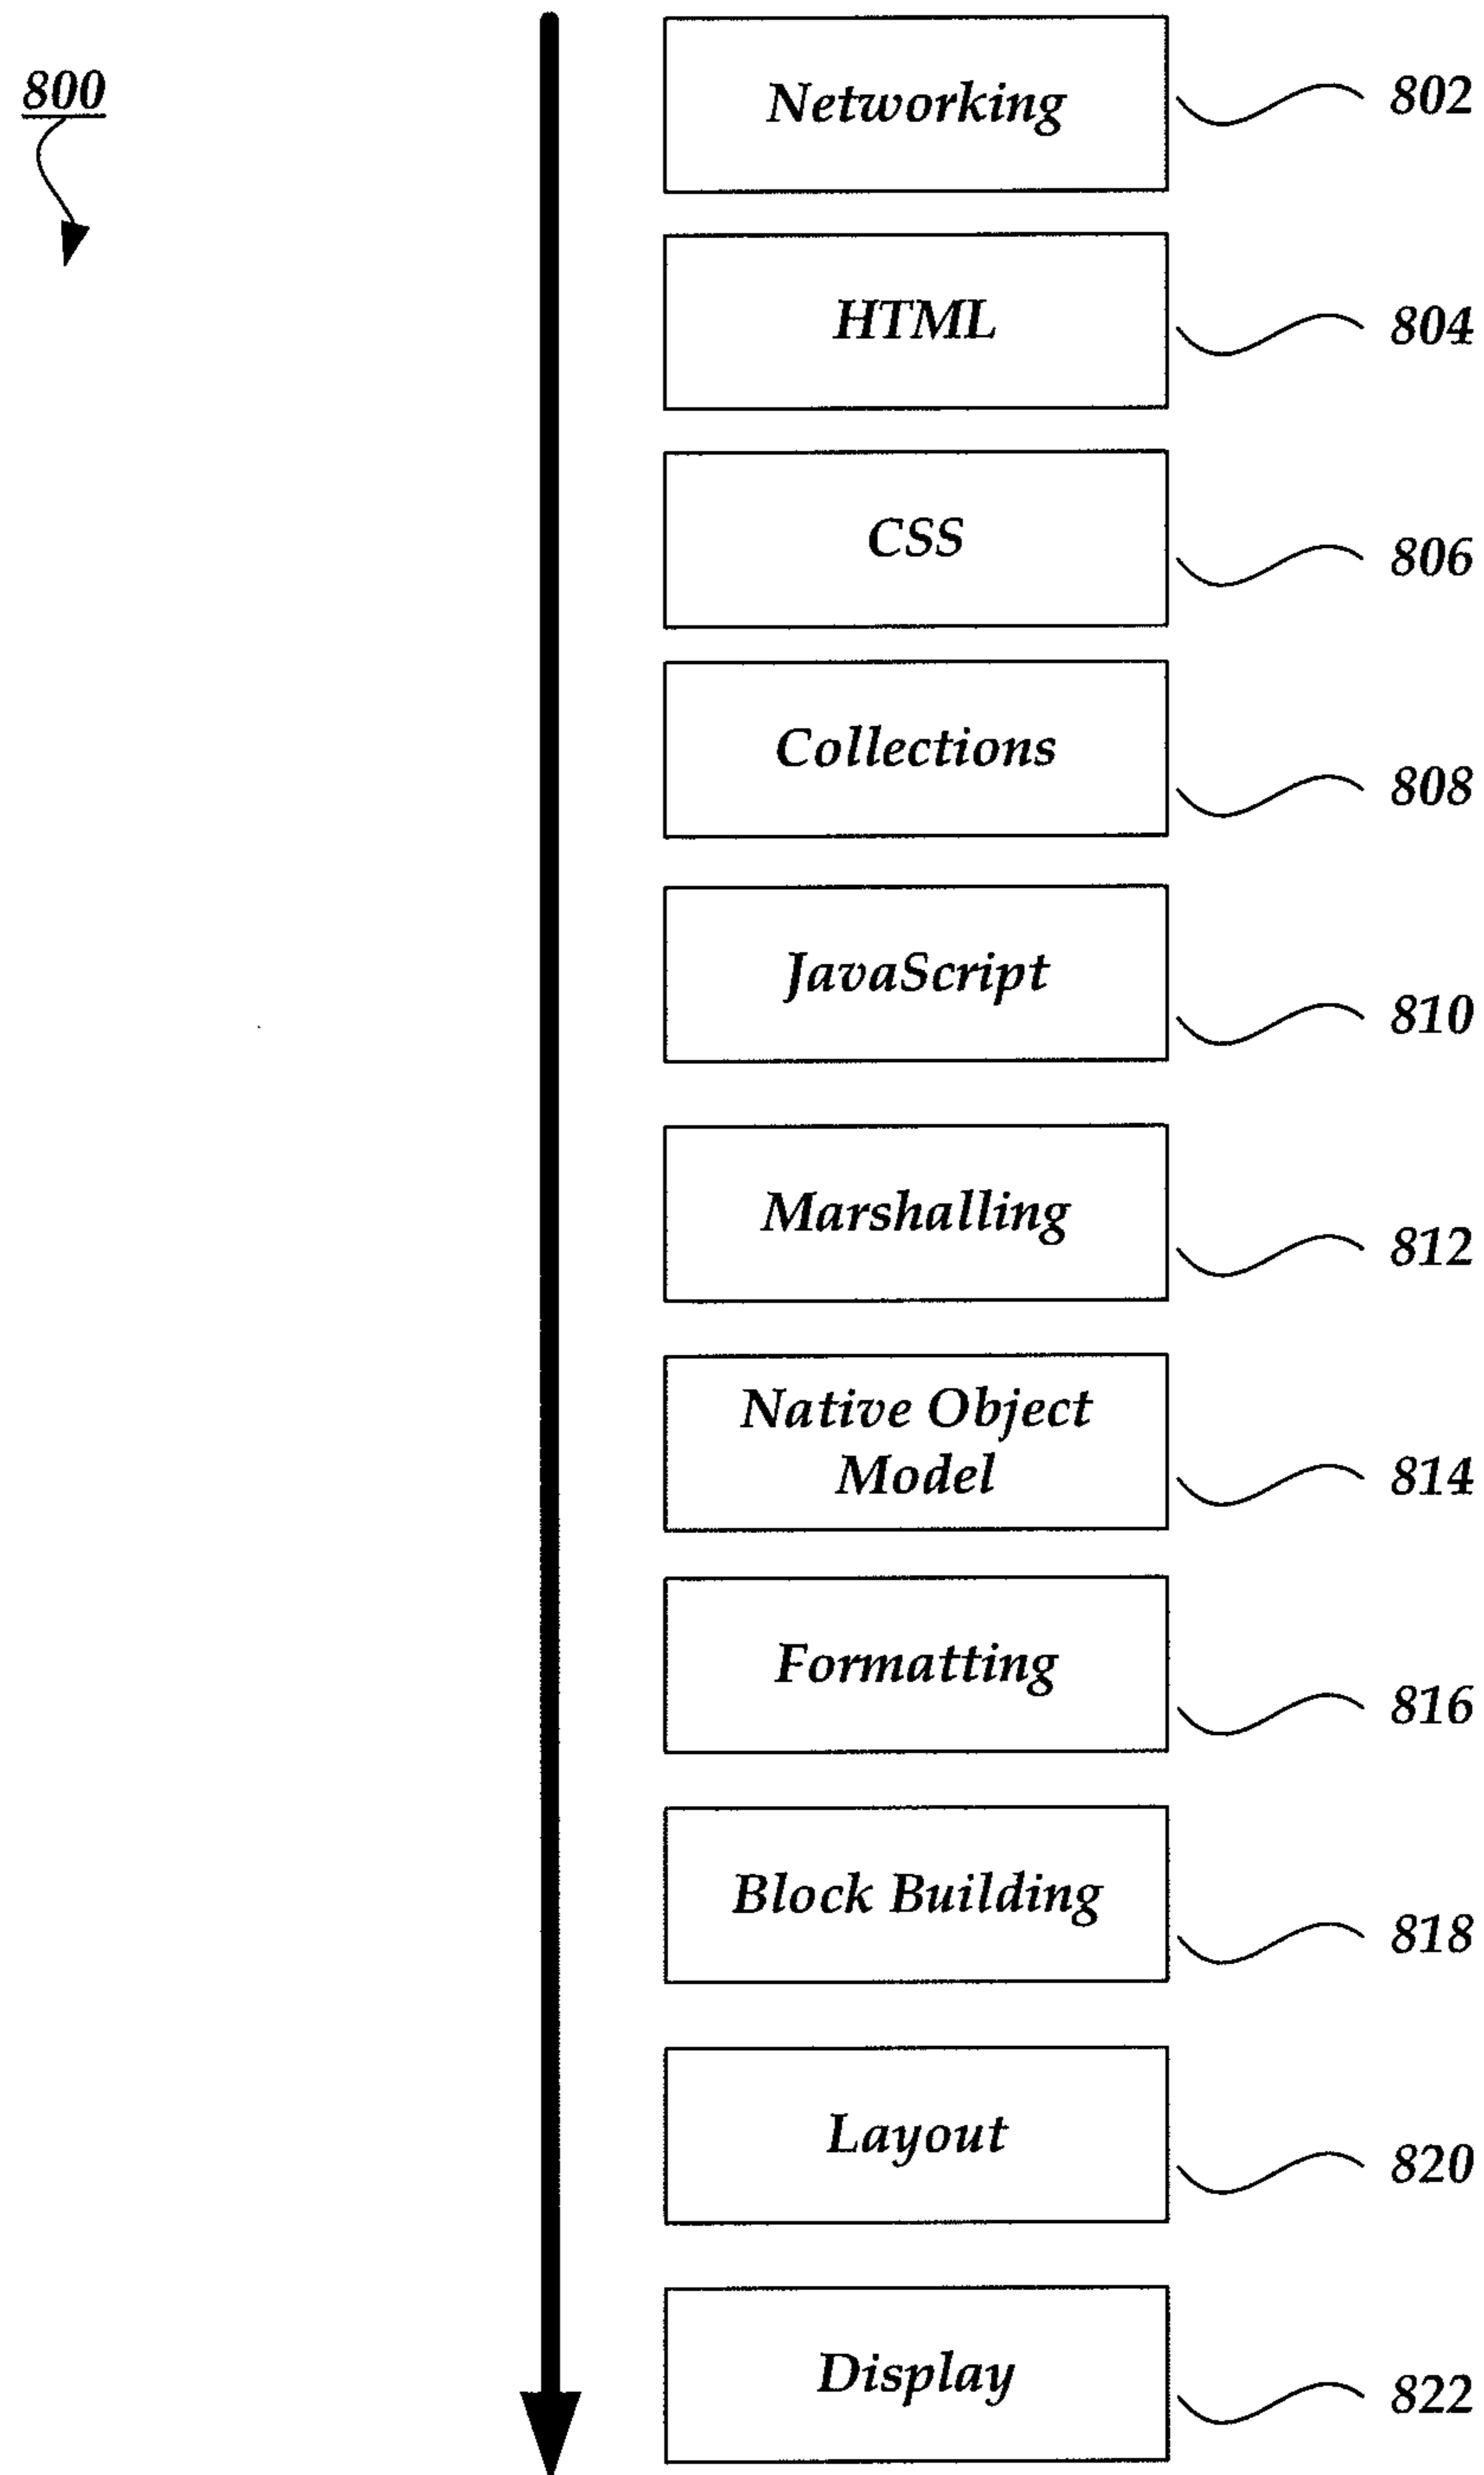 800
Networking
802
HTML
804
CSS
806
Collections
808
JavaScript
810
Marshalling
812
Native Object
Model
814
Formatting
816
Block Building
818
Layout
820
Display
822